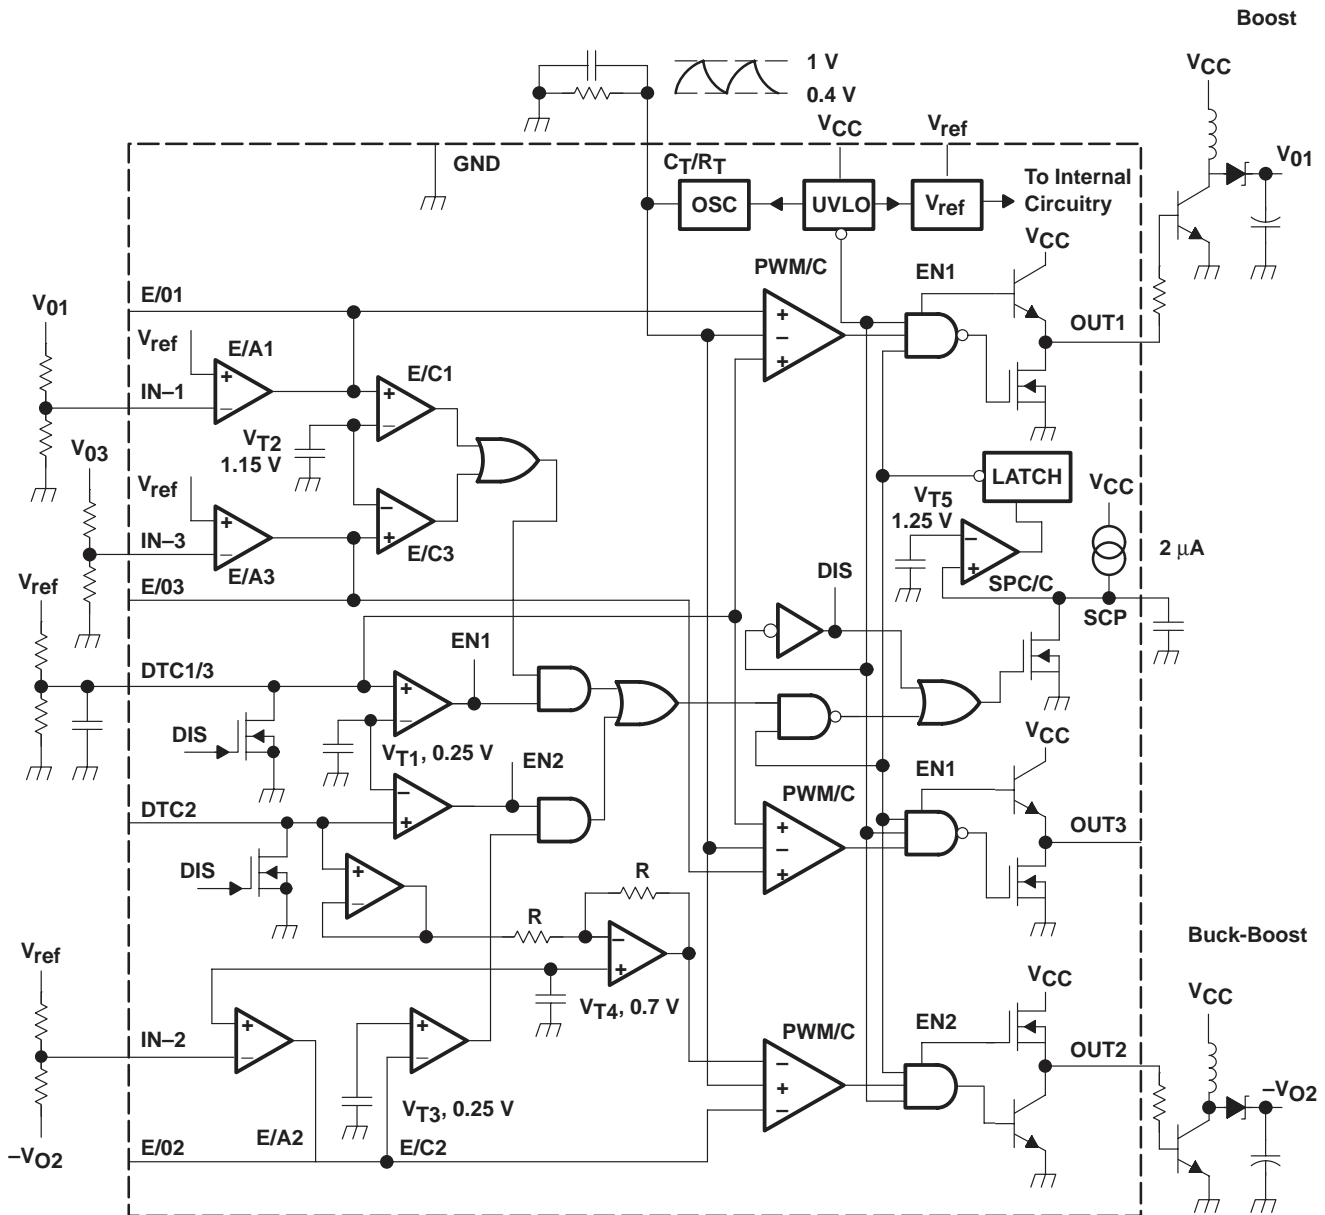 Boost
VCC
1 V
0.4 V
VCC
Vref
V01
GND
CT/RT
To Internal
Circuitry
OSC
UVLO
Vref
VCC
PWM/C
EN1
E/01
V01
Vref
E/A1
OUT1
E/C1
IN–1
VT2
1.15 V
V03
Vref
LATCH
VCC
VT5
1.25 V
IN–3
E/C3
2 µA
E/A3
DIS
SPC/C
Vref
E/03
SCP
EN1
DTC1/3
DIS
VT1, 0.25 V
EN2
VCC
EN1
PWM/C
DTC2
OUT3
DIS
R
R
Buck-Boost
Vref
VCC
VCC
VT4, 0.7 V
EN2
PWM/C
IN–2
OUT2
–VO2
VT3, 0.25 V
E/A2
E/C2
E/02
–VO2